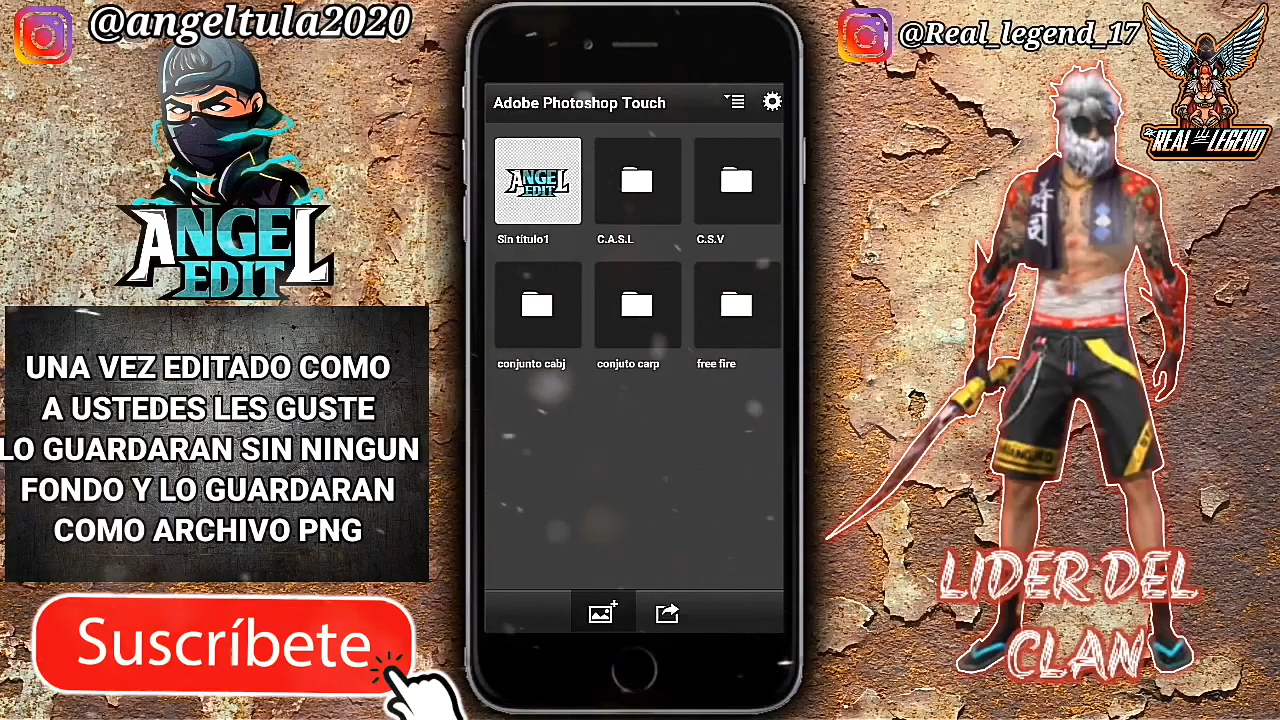 @angeltula2020
ANGEL
EDIT
UNA VEZ EDITADO COMO
A USTEDES LES GUSTE
LO GUARDARAN SIN NINGUN
FONDO Y LO GUARDARAN
COMO ARCHIVO PNG
Suscríbete
Adobe Photoshop Touch
ANGEL
EDIT
Sin título1
C.A.S.L
C.S.V
conjunto cabj
conjuto carp
free fire
@Real_legend_17
REAL LEGEND
LIDER DEL
CLAN